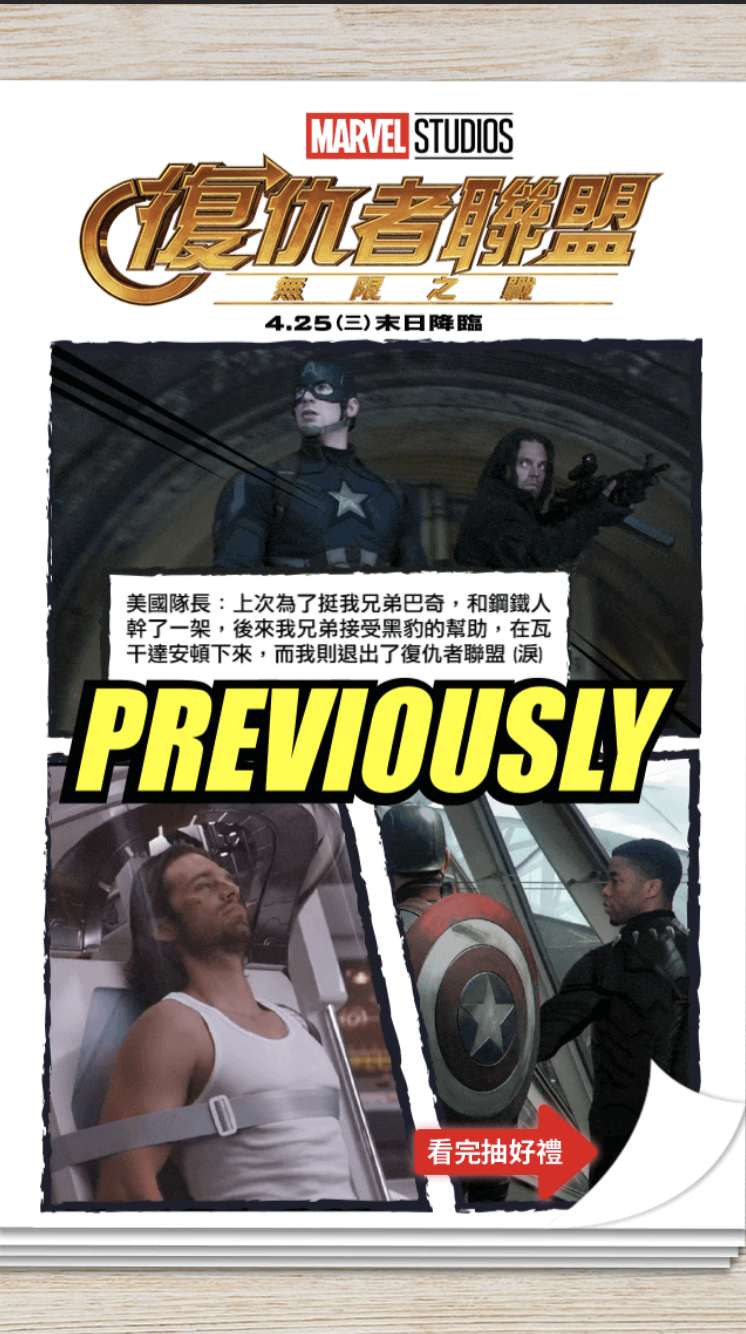 MARVEL STUDIOS
復仇者聯盟
無限之戰
4.25(三)末日降臨
美國隊長：上次為了挺我兄弟巴奇，和鋼鐵人
幹了一架，後來我兄弟接受黑豹的幫助，在瓦
干達安頓下來，而我則退出了復仇者聯盟 (淚)
PREVIOUSLY
看完抽好禮